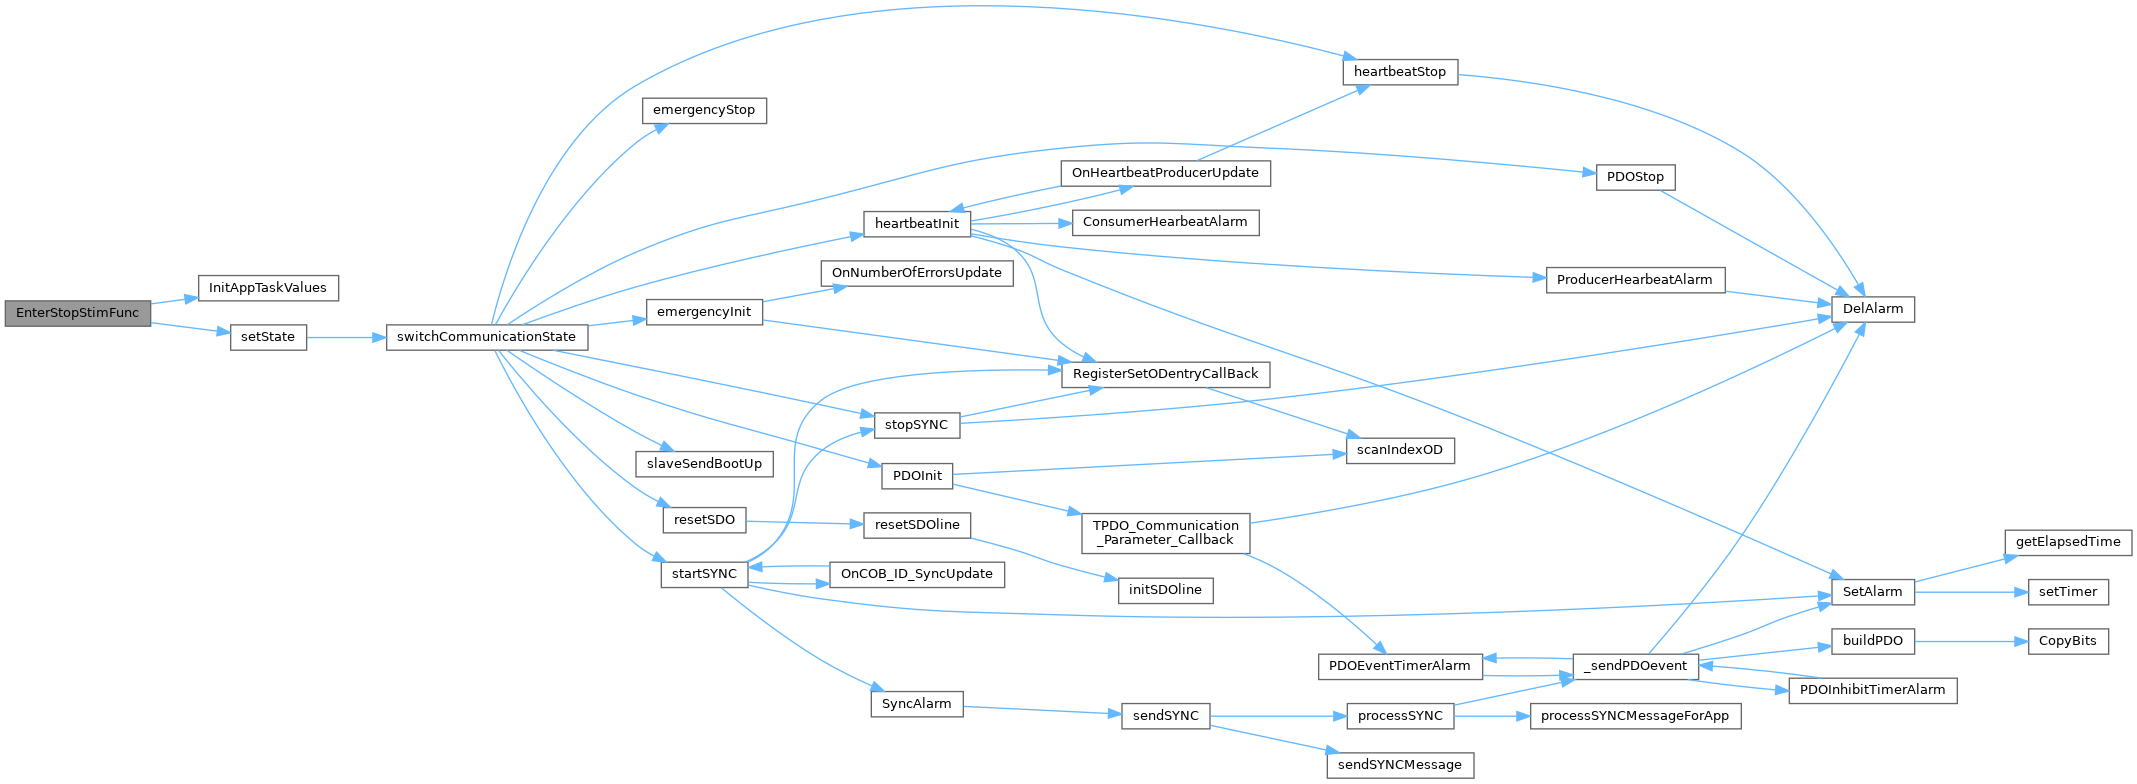 EnterStopStimFunc
InitAppTaskValues
setState
switchCommunicationState
heartbeatStop
emergencyStop
OnHeartbeatProducerUpdate
PDOStop
heartbeatInit
ConsumerHearbeatAlarm
OnNumberOfErrorsUpdate
ProducerHearbeatAlarm
emergencyInit
DelAlarm
RegisterSetODentryCallBack
stopSYNC
scanIndexOD
slaveSendBootUp
PDOInit
resetSDO
resetSDOline
TPDO_Communication
_Parameter_Callback
getElapsedTime
startSYNC
OnCOB_ID_SyncUpdate
initSDOline
SetAlarm
setTimer
buildPDO
CopyBits
PDOEventTimerAlarm
_sendPDOevent
PDOInhibitTimerAlarm
SyncAlarm
sendSYNC
processSYNC
processSYNCMessageForApp
sendSYNCMessage